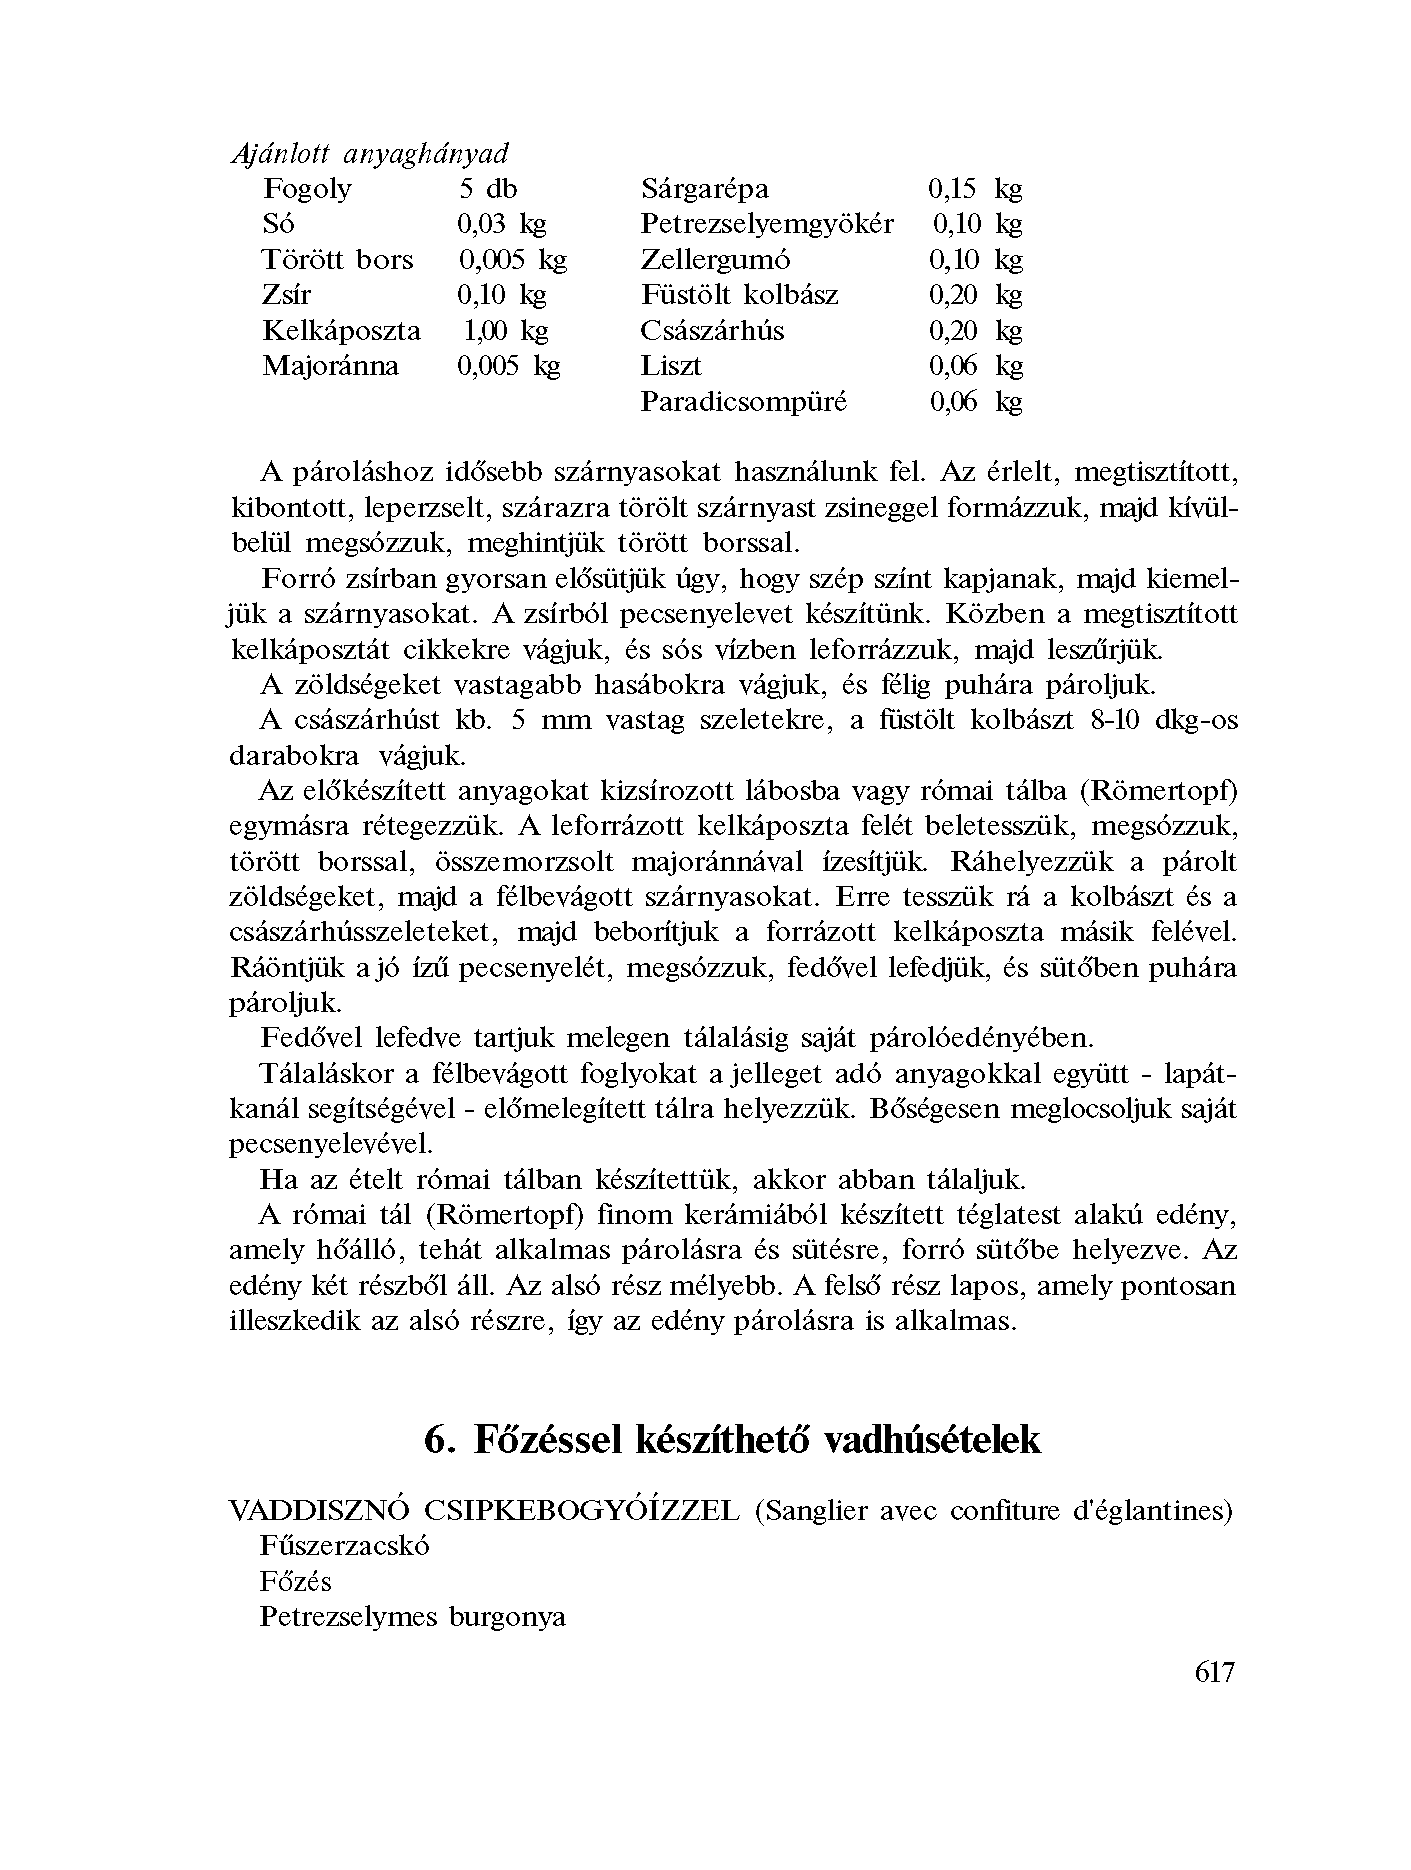 Ajánlott anyaghányad
Fogoly 5 db Sárgarépa 0,15 kg
Só 0,03 kg Petrezselyemgyökér 0,10 kg
Törött bors 0,005 kg Zellergumó 0,10 kg
Zsír 0,10 kg Füstölt kolbász 0,20 kg
Kelkáposzta 1,00 kg Császárhús 0,20 kg
Majoránna 0,005 kg Liszt 0,06 kg
Paradicsompüré 0,06 kg
A pároláshoz idősebb szárnyasokat használunk fel. Az érlelt, megtisztított,
kibontott, leperzselt, szárazra törölt szárnyast zsineggel formázzuk, majd kívül-
belül megsózzuk, meghintjük törött borssal.
Forró zsírban gyorsan elősütjük úgy, hogy szép színt kapjanak, majd kiemel-
jük a szárnyasokat. A zsírból pecsenyelevet készítünk. Közben a megtisztított
kelkáposztát cikkekre vágjuk, és sós vízben leforrázzuk, majd leszűrjük.
A zöldségeket vastagabb hasábokra vágjuk, és félig puhára pároljuk.
A császárhúst kb. 5 mm vastag szeletekre, a füstölt kolbászt 8-10 dkg-os
darabokra vágjuk.
Az előkészített anyagokat kizsírozott lábosba vagy római tálba (Römertopf)
egymásra rétegezzük. A leforrázott kelkáposzta felét beletesszük, megsózzuk,
törött borssal, összemorzsolt majoránnával ízesítjük. Ráhelyezzük a párolt
zöldségeket, majd a félbevágott szárnyasokat. Erre tesszük rá a kolbászt és a
császárhússzeleteket, majd beborítjuk a forrázott kelkáposzta másik felével.
Ráöntjük a jó ízű pecsenyelét, megsózzuk, fedővel lefedjük, és sütőben puhára
pároljuk.
Fedővel lefedve tartjuk melegen tálalásig saját párolóedényében.
Tálaláskor a félbevágott foglyokat a jelleget adó anyagokkal együtt - lapát-
kanál segítségével - előmelegített tálra helyezzük. Bőségesen meglocsoljuk saját
pecsenyelevével.
Ha az ételt római tálban készítettük, akkor abban tálaljuk.
A római tál (Römertopf) finom kerámiából készített téglatest alakú edény,
amely hőálló, tehát alkalmas párolásra és sütésre, forró sütőbe helyezve. Az
edény két részből áll. Az alsó rész mélyebb. A felső rész lapos, amely pontosan
illeszkedik az alsó részre, így az edény párolásra is alkalmas.
6. Főzéssel készíthető vadhúsételek
VADDISZNÓ CSIPKEBOGYÓÍZZEL (Sanglier avec confiture d'églantines)
Fűszerzacskó
Főzés
Petrezselymes burgonya
617